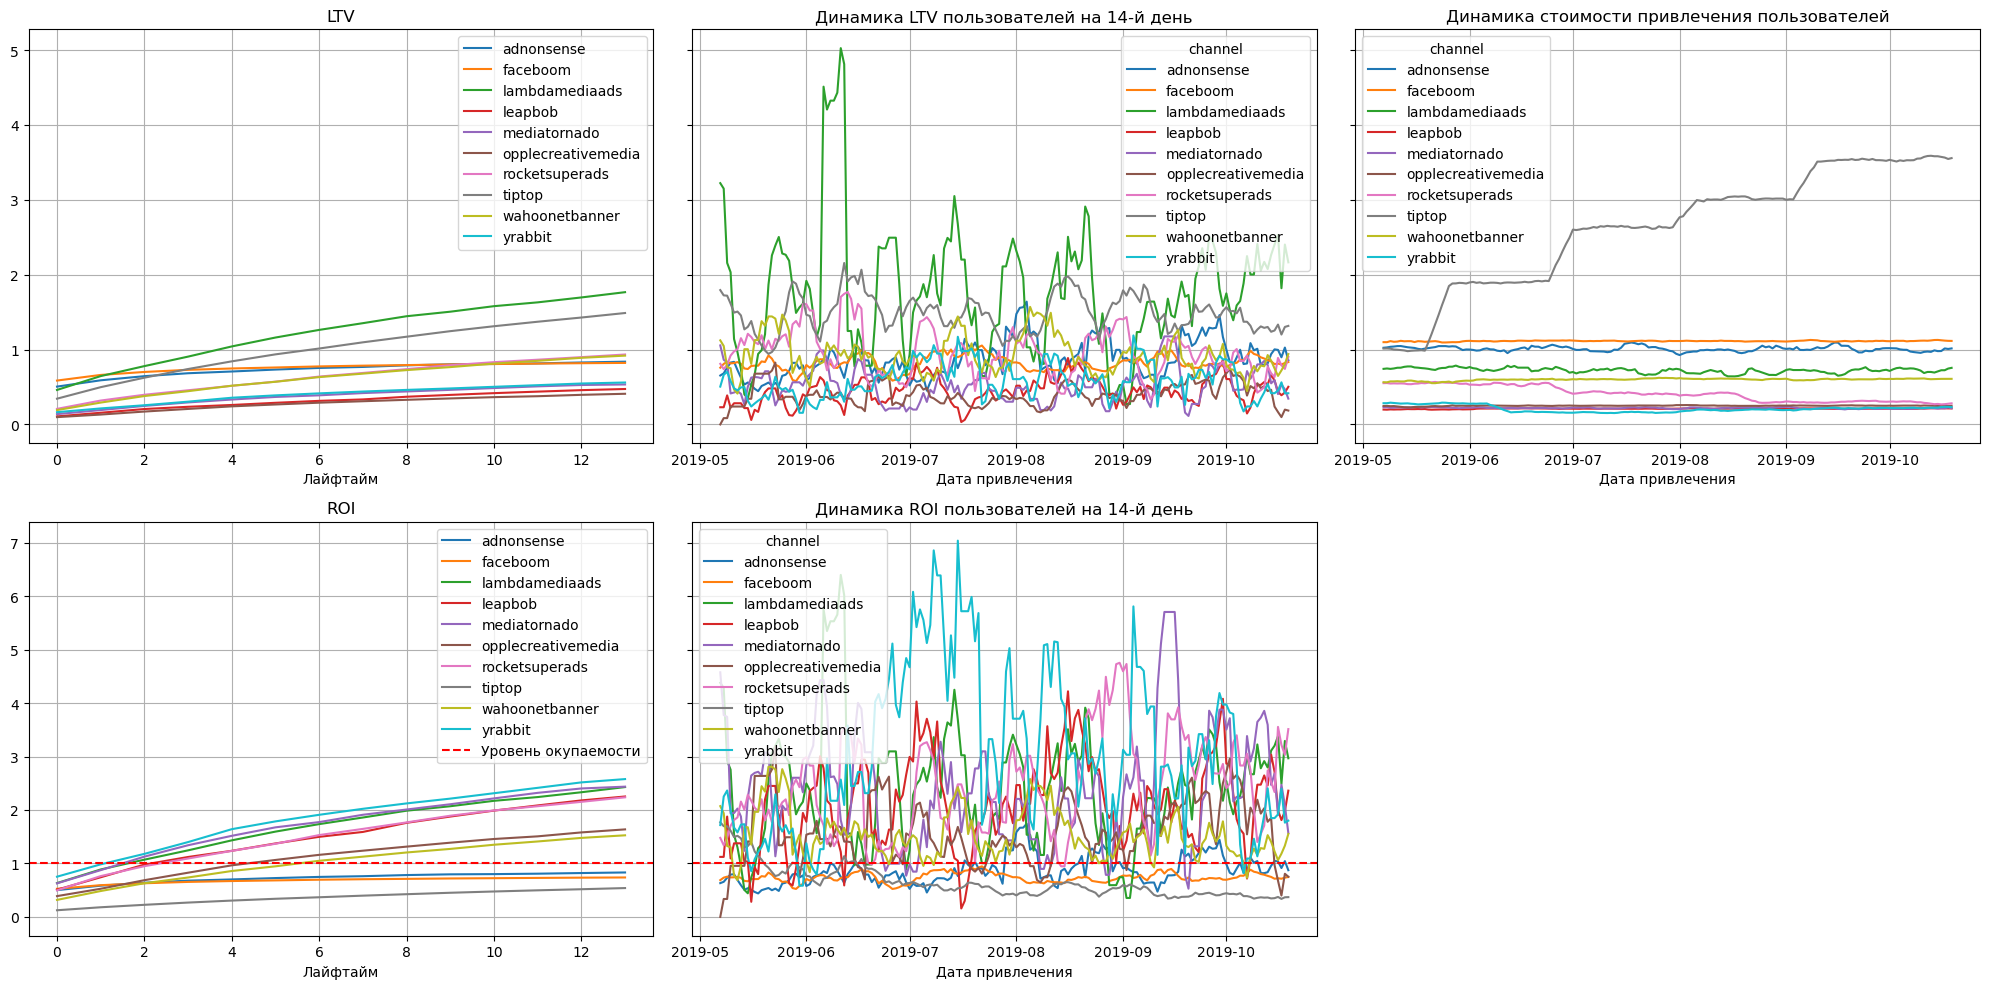 LTV
adnonsense
faceboom
lambdamediaads
leapbob
mediatornado
opplecreativemedia
rocketsuperads
tiptop
wahoonetbanner
yrabbit
5
4
3
2
1
0
0 2 4 6 8 10 12
Лайфтайм
Динамика LTV пользователей на 14-й день
channel
adnonsense
faceboom
lambdamediaads
leapbob
mediatornado
opplecreativemedia
rocketsuperads
tiptop
wahoonetbanner
yrabbit
2019-05 2019-06 2019-07 2019-08 2019-09 2019-10
Дата привлечения
Динамика стоимости привлечения пользователей
channel
adnonsense
faceboom
lambdamediaads
leapbob
mediatornado
opplecreativemedia
rocketsuperads
tiptop
wahoonetbanner
yrabbit
2019-05 2019-06 2019-07 2019-08 2019-09 2019-10
Дата привлечения
ROI
adnonsense
faceboom
lambdamediaads
leapbob
mediatornado
opplecreativemedia
rocketsuperads
tiptop
wahoonetbanner
yrabbit
Уровень окупаемости
7
6
5
4
3
2
1
0
0 2 4 6 8 10 12
Лайфтайм
Динамика ROI пользователей на 14-й день
channel
adnonsense
faceboom
lambdamediaads
leapbob
mediatornado
opplecreativemedia
rocketsuperads
tiptop
wahoonetbanner
yrabbit
2019-05 2019-06 2019-07 2019-08 2019-09 2019-10
Дата привлечения